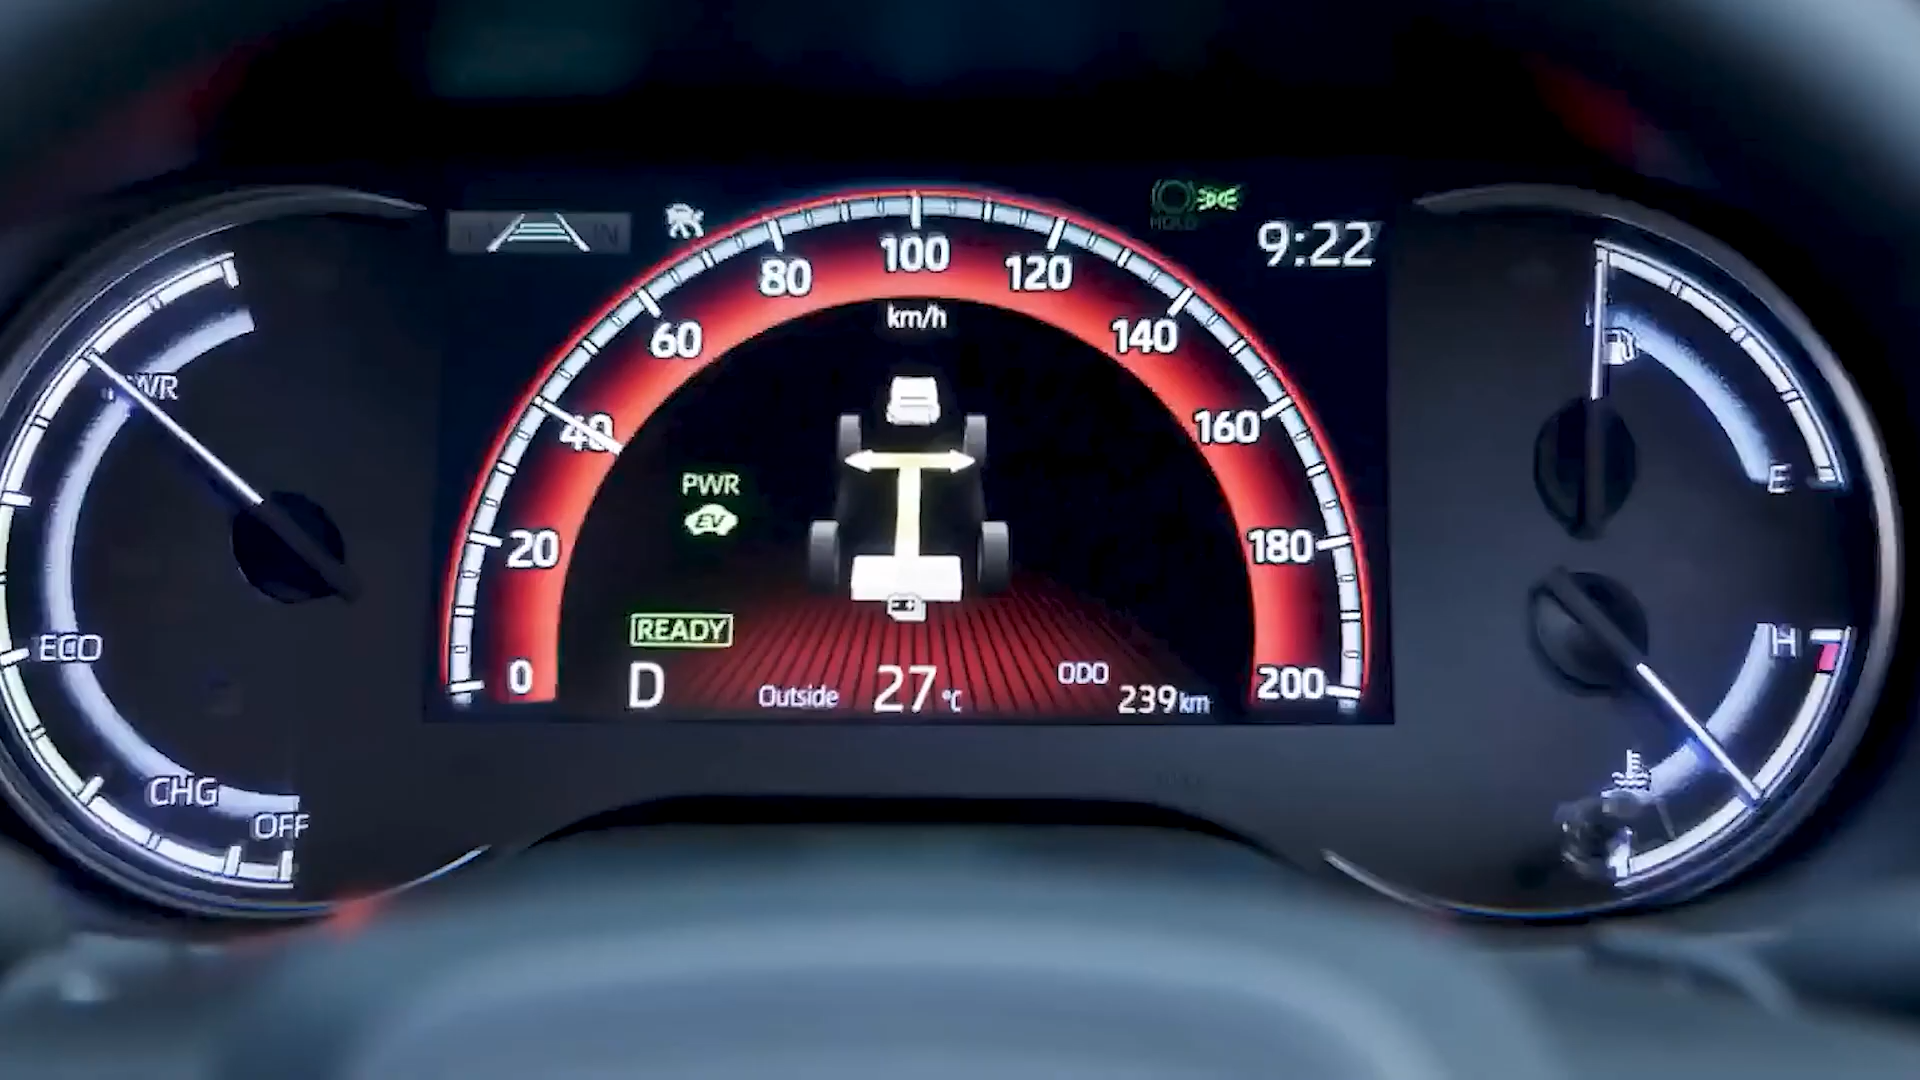 9:22
HOLD
0
20
40
60
80
100
120
140
160
180
200
km/h
PWR
ECO
CHG
OFF
PWR
EV
READY
D
Outside 27 °C
ODO
239 km
E
H